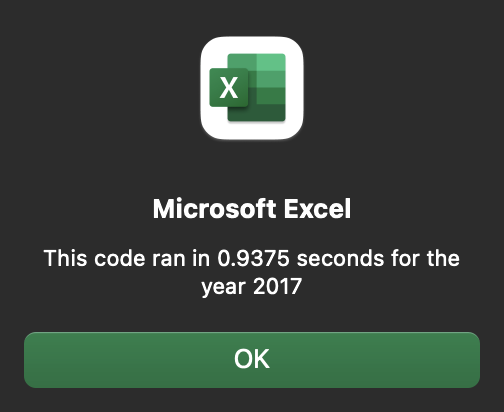 X
Microsoft Excel
This code ran in 0.9375 seconds for the
year 2017
OK